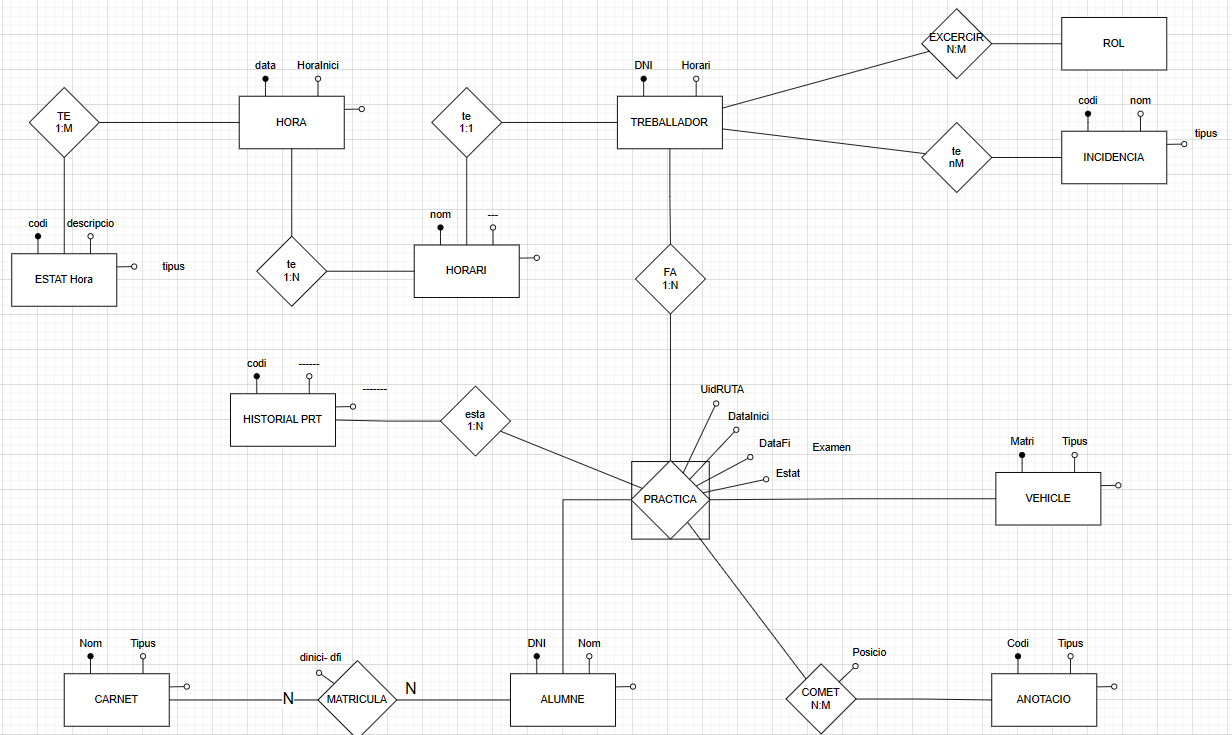 EXCERCIR
N:M
ROL
data
HoraInici
DNI
Horari
TE
1:M
HORA
te
1:1
TREBALLADOR
codi
nom
tipus
te
nM
INCIDENCIA
codi
descripcio
nom
---
tipus
ESTAT Hora
te
1:N
HORARI
FA
1:N
codi
------
-------
HISTORIAL PRT
esta
1:N
UidRUTA
DataInici
DataFi
Examen
Estat
Matri
Tipus
PRACTICA
VEHICLE
Nom
Tipus
dinici- dfi
DNI
Nom
Posicio
Codi
Tipus
CARNET
N
MATRICULA
N
ALUMNE
COMET
N:M
ANOTACIO